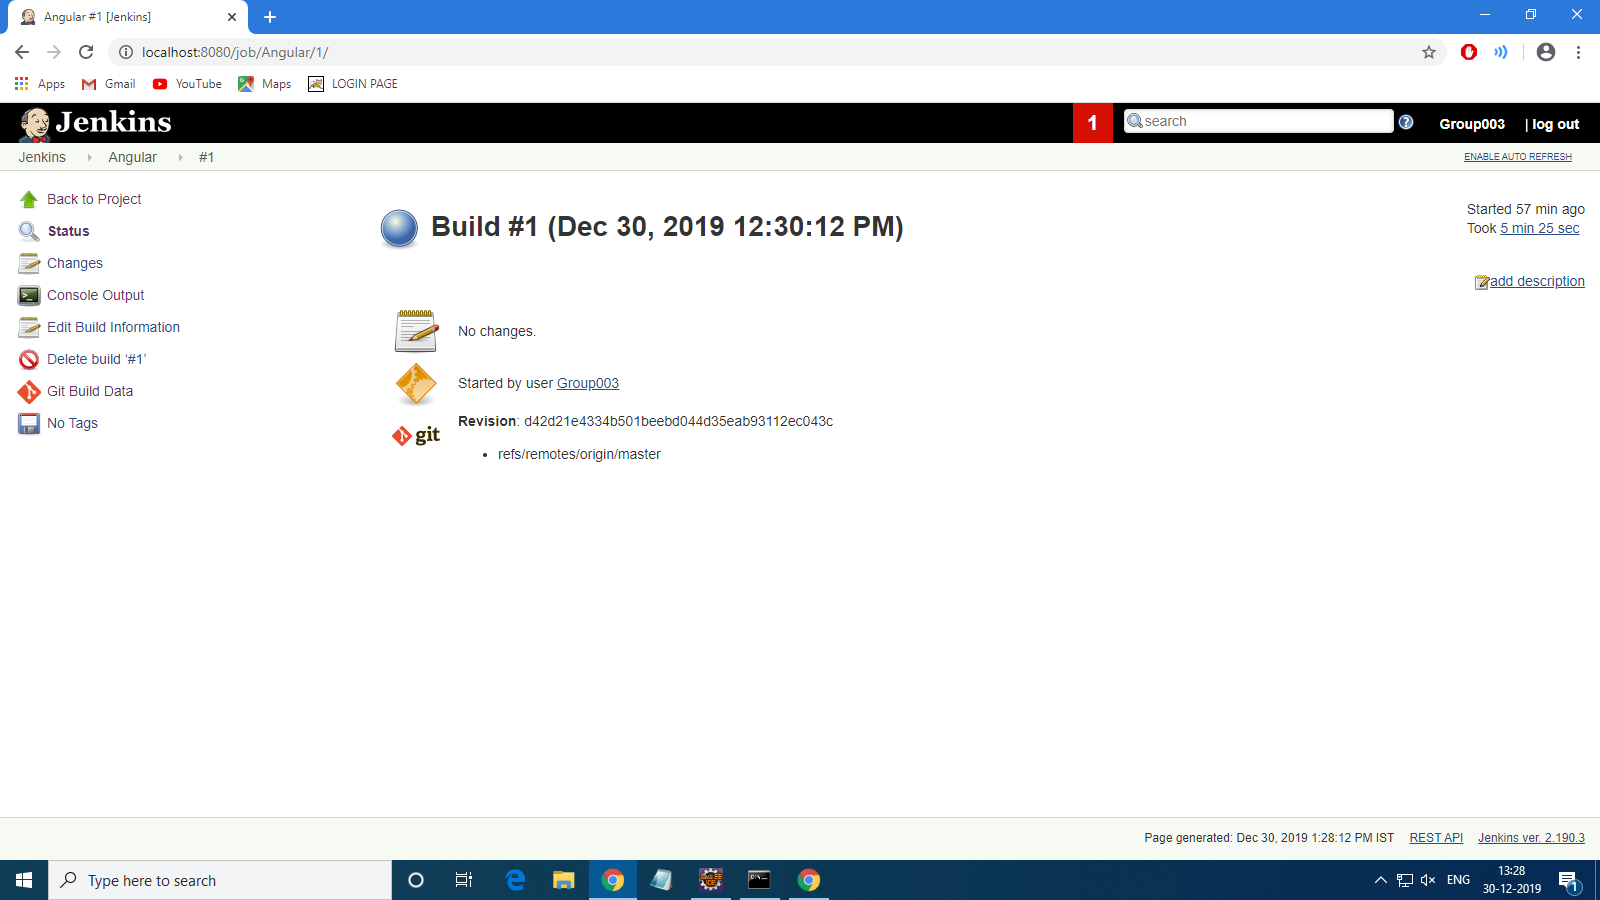 Angular #1 [Jenkins]
localhost:8080/job/Angular/1/
Apps
Gmail
YouTube
Maps
LOGIN PAGE
Jenkins
1
search
Group003
| log out
Jenkins
Angular
#1
ENABLE AUTO REFRESH
Back to Project
Status
Changes
Console Output
Edit Build Information
Delete build ‘#1’
Git Build Data
No Tags
Build #1 (Dec 30, 2019 12:30:12 PM)
Started 57 min ago
Took 5 min 25 sec
add description
No changes.
Started by user Group003
git
Revision: d42d21e4334b501beebd044d35eab93112ec043c
• refs/remotes/origin/master
Page generated: Dec 30, 2019 1:28:12 PM IST
REST API
Jenkins ver. 2.190.3
Type here to search
ENG
13:28
30-12-2019
1